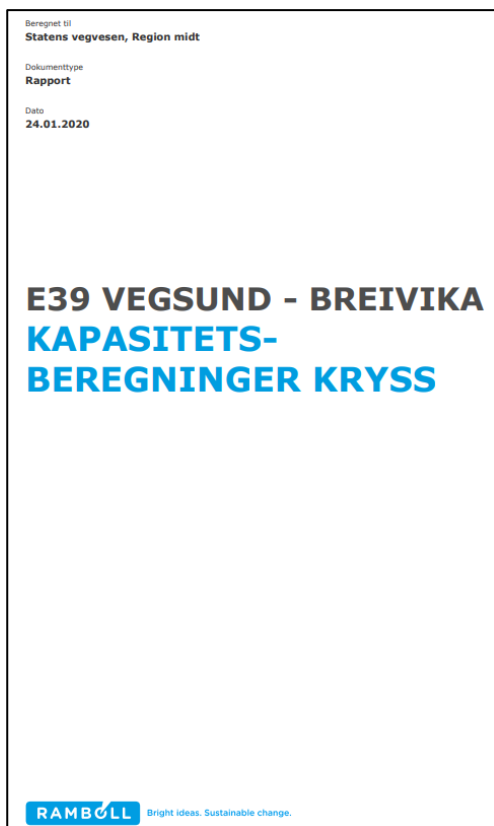 Beregnet til
Statens vegvesen, Region midt
Dokumenttype
Rapport
Dato
24.01.2020
E39 VEGSUND - BREIVIKA
KAPASITETS-
BEREGNINGER KRYSS
RAMBOLL Bright ideas. Sustainable change.